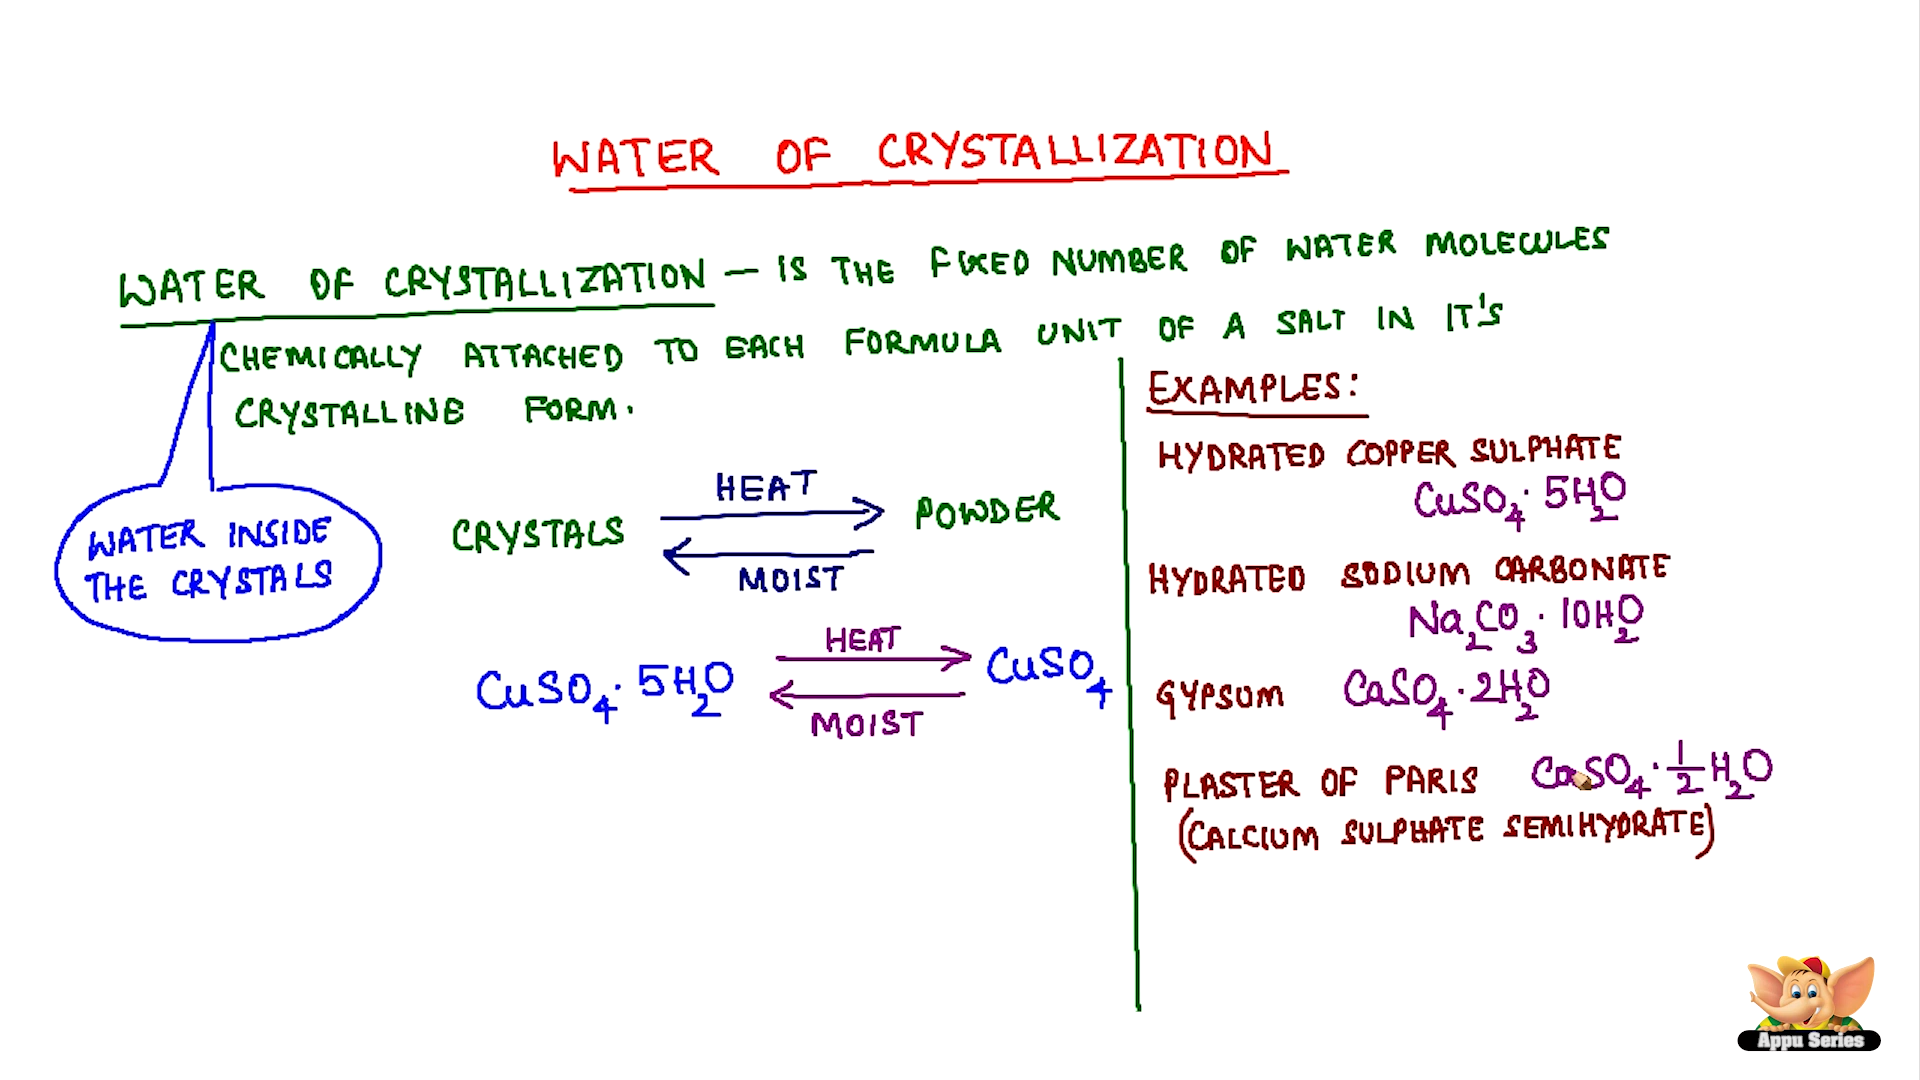 WATER OF CRYSTALLIZATION
WATER OF CRYSTALLIZATION – IS THE FIXED NUMBER OF WATER MOLECULES
CHEMICALLY ATTACHED TO EACH FORMULA UNIT OF A SALT IN IT'S
CRYSTALLINE FORM.
WATER INSIDE
THE CRYSTALS
HEAT
CRYSTALS POWDER
MOIST
HEAT
CuSO₄·5H₂O CuSO₄
MOIST
EXAMPLES:
HYDRATED COPPER SULPHATE
CuSO₄·5H₂O
HYDRATED SODIUM CARBONATE
Na₂CO₃·10H₂O
GYPSUM CaSO₄·2H₂O
PLASTER OF PARIS CaSO₄·½H₂O
(CALCIUM SULPHATE SEMIHYDRATE)
Appu Series